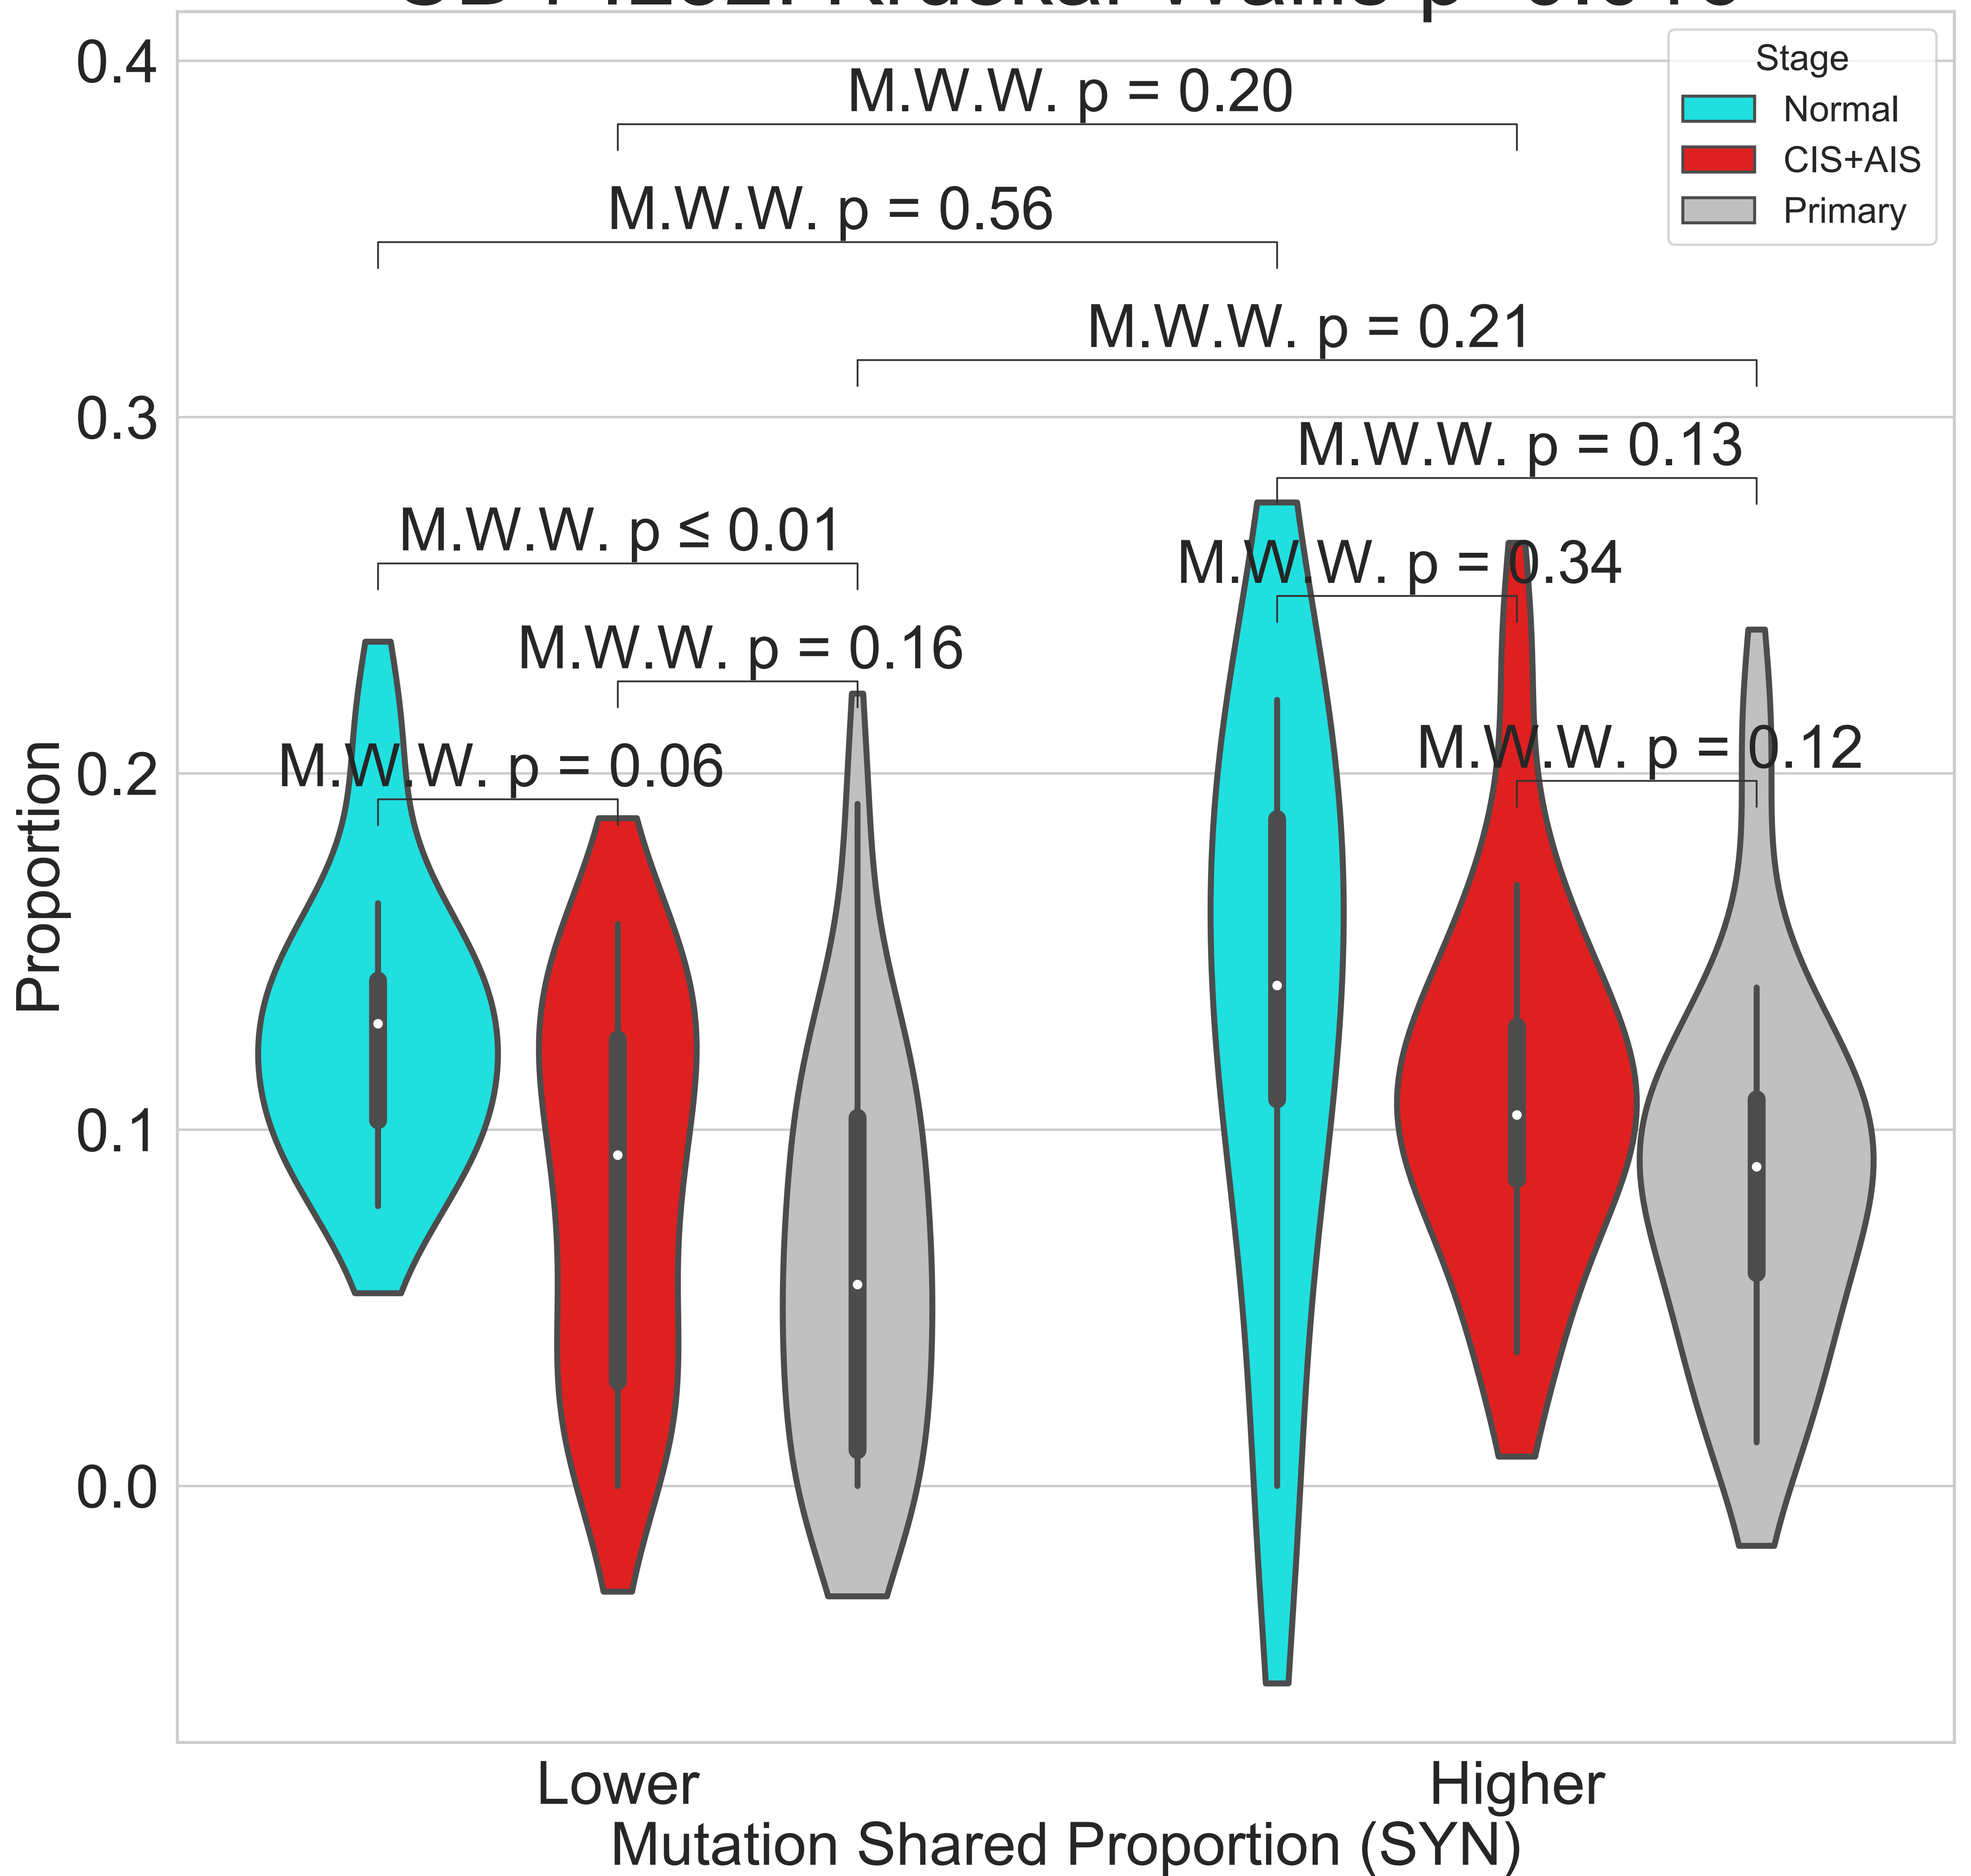 0.4
Stage
Normal
CIS+AIS
Primary
M.W.W. p = 0.20
M.W.W. p = 0.56
M.W.W. p = 0.21
0.3
M.W.W. p = 0.13
M.W.W. p ≤ 0.01
M.W.W. p = 0.34
M.W.W. p = 0.16
M.W.W. p = 0.12
M.W.W. p = 0.06
0.2
Proportion
0.1
0.0
Lower
Higher
Mutation Shared Proportion (SYN)